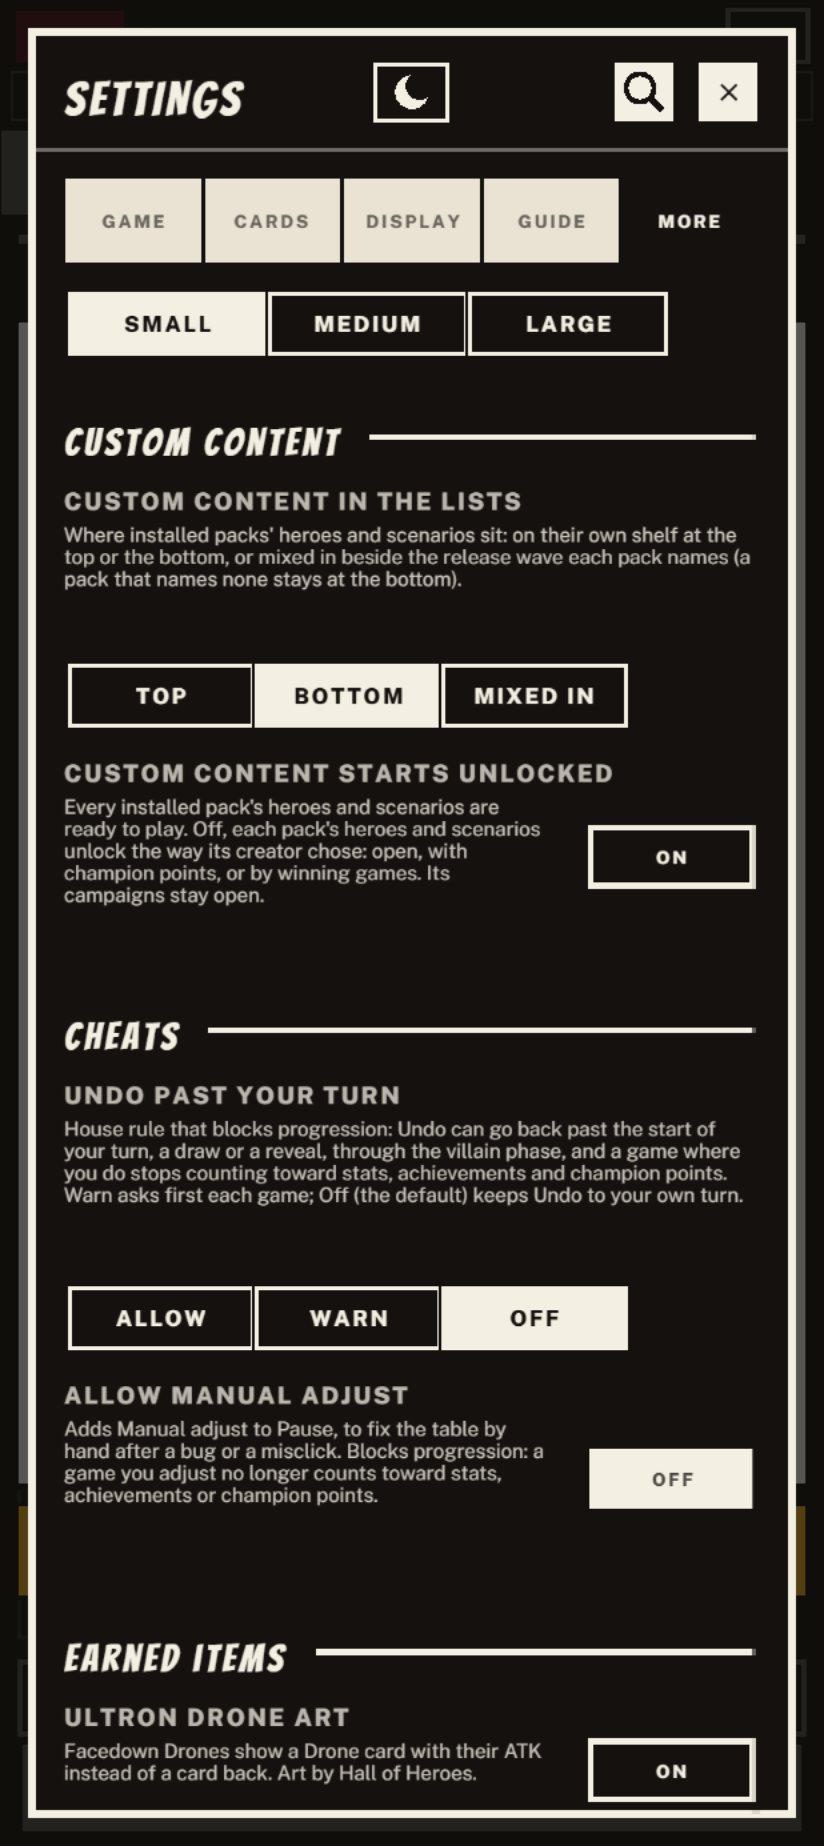 SETTINGS
×
GAME
CARDS
DISPLAY
GUIDE
MORE
SMALL
MEDIUM
LARGE
CUSTOM CONTENT
CUSTOM CONTENT IN THE LISTS
Where installed packs' heroes and scenarios sit: on their own shelf at the
top or the bottom, or mixed in beside the release wave each pack names (a
pack that names none stays at the bottom).
TOP
BOTTOM
MIXED IN
CUSTOM CONTENT STARTS UNLOCKED
Every installed pack's heroes and scenarios are
ready to play. Off, each pack's heroes and scenarios
unlock the way its creator chose: open, with
champion points, or by winning games. Its
campaigns stay open.
ON
CHEATS
UNDO PAST YOUR TURN
House rule that blocks progression: Undo can go back past the start of
your turn, a draw or a reveal, through the villain phase, and a game where
you do stops counting toward stats, achievements and champion points.
Warn asks first each game; Off (the default) keeps Undo to your own turn.
ALLOW
WARN
OFF
ALLOW MANUAL ADJUST
Adds Manual adjust to Pause, to fix the table by
hand after a bug or a misclick. Blocks progression: a
game you adjust no longer counts toward stats,
achievements or champion points.
OFF
EARNED ITEMS
ULTRON DRONE ART
Facedown Drones show a Drone card with their ATK
instead of a card back. Art by Hall of Heroes.
ON